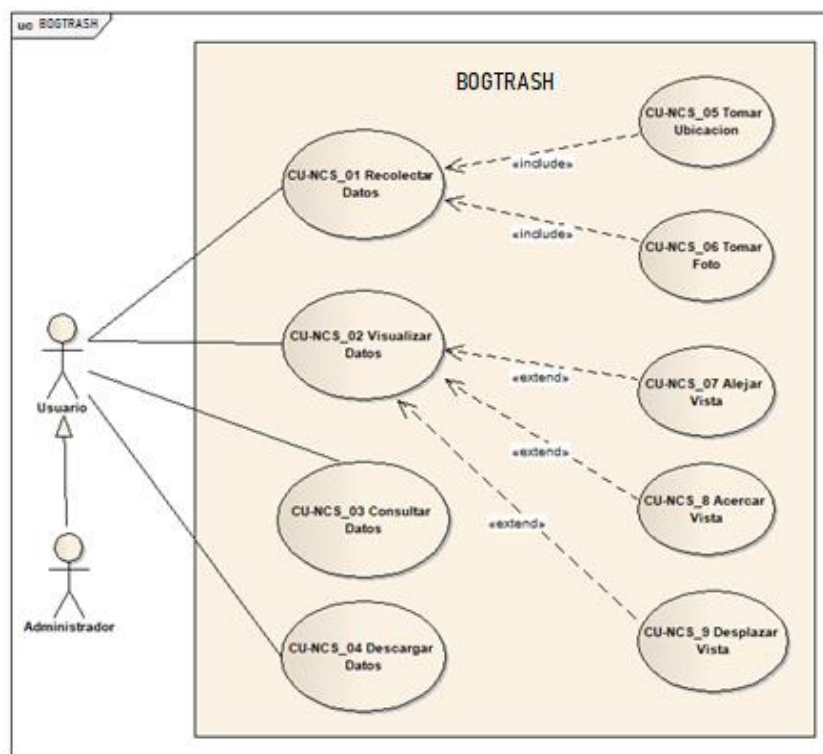 uc BOGTRASH
BOGTRASH
CU-NCS_05 Tomar
Ubicacion
CU-NCS_01 Recolectar
Datos
«include»
«include»
CU-NCS_06 Tomar
Foto
CU-NCS_02 Visualizar
Datos
«extend»
CU-NCS_07 Alejar
Vista
Usuario
«extend»
CU-NCS_8 Acercar
Vista
CU-NCS_03 Consultar
Datos
«extend»
Administrador
CU-NCS_04 Descargar
Datos
CU-NCS_9 Desplazar
Vista